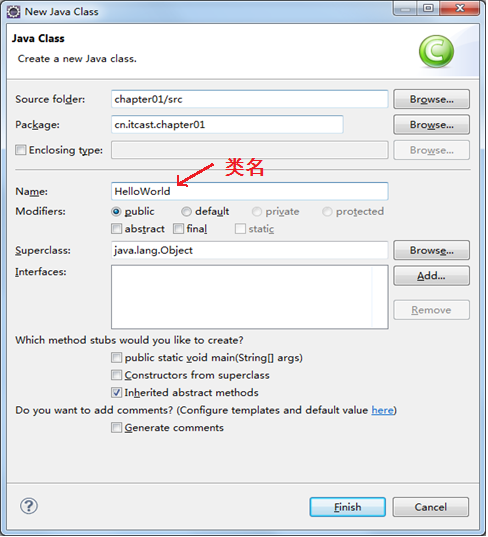 New Java Class
Java Class
Create a new Java class.
Source folder: chapter01/src Browse...
Package: cn.itcast.chapter01 Browse...
Enclosing type: Browse...
类名
Name: HelloWorld
Modifiers: public default private protected
abstract final static
Superclass: java.lang.Object Browse...
Interfaces: Add...
Remove
Which method stubs would you like to create?
public static void main(String[] args)
Constructors from superclass
Inherited abstract methods
Do you want to add comments? (Configure templates and default value here)
Generate comments
Finish Cancel